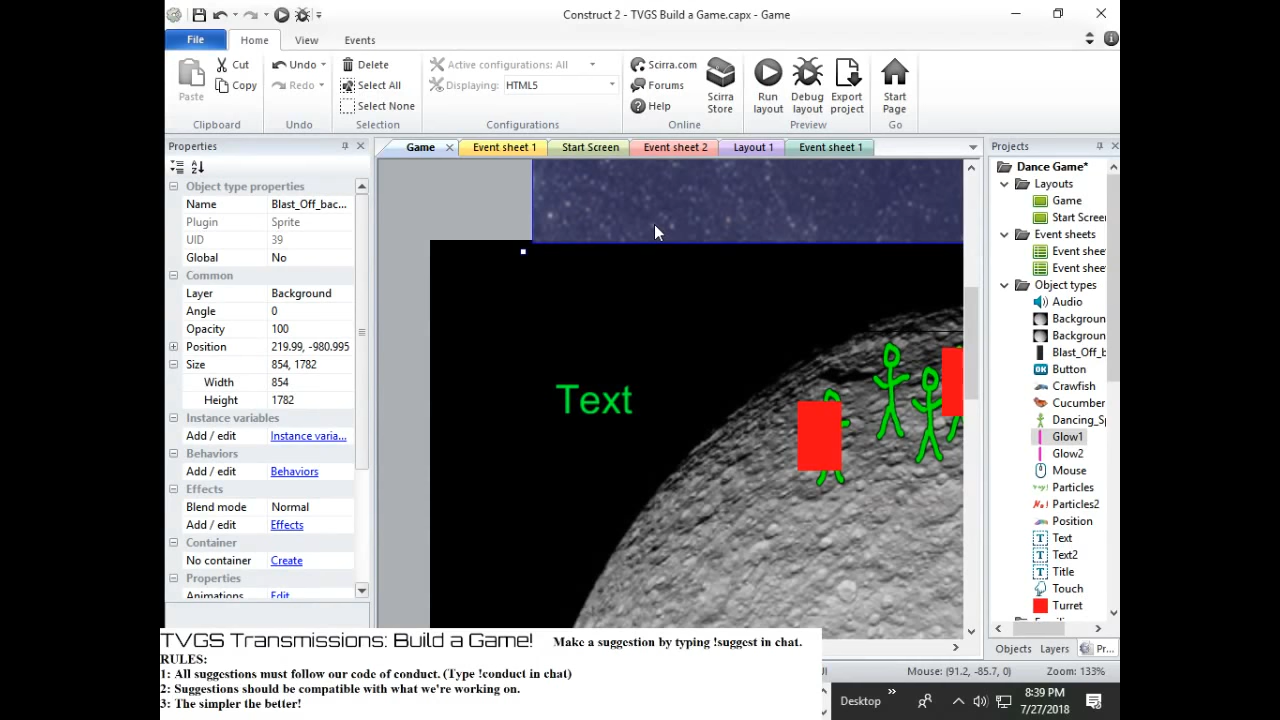 Construct 2 - TVGS Build a Game.capx - Game
File Home View Events
Paste Cut Copy
Undo Redo
Delete
Select All
Select None
Active configurations: All
Displaying: HTML5
Scirra.com
Forums
Help
Scirra Store
Run layout
Debug layout
Export project
Start Page
Clipboard Undo Selection Configurations Online Preview Go
Properties
Game Event sheet 1 Start Screen Event sheet 2 Layout 1 Event sheet 1
Projects
Object type properties
Name Blast_Off_bac...
Plugin Sprite
UID 39
Global No
Common
Layer Background
Angle 0
Opacity 100
Position 219.99, -980.995
Size 854, 1782
Width 854
Height 1782
Instance variables
Add / edit Instance varia...
Behaviors
Add / edit Behaviors
Effects
Blend mode Normal
Add / edit Effects
Container
No container Create
Properties
Animations Edit
Text
Dance Game*
Layouts
Game
Start Screen
Event sheets
Event shee
Event shee
Object types
Audio
Backgroun
Backgroun
Blast_Off_b
Button
Crawfish
Cucumber
Dancing_Sp
Glow1
Glow2
Mouse
Particles
Particles2
Position
Text
Text2
Title
Touch
Turret
Objects Layers Pr...
Mouse: (91.2, -85.7, 0) Zoom: 133%
TVGS Transmissions: Build a Game! Make a suggestion by typing !suggest in chat.
RULES:
1: All suggestions must follow our code of conduct. (Type !conduct in chat)
2: Suggestions should be compatible with what we're working on.
3: The simpler the better!
Desktop
8:39 PM
7/27/2018